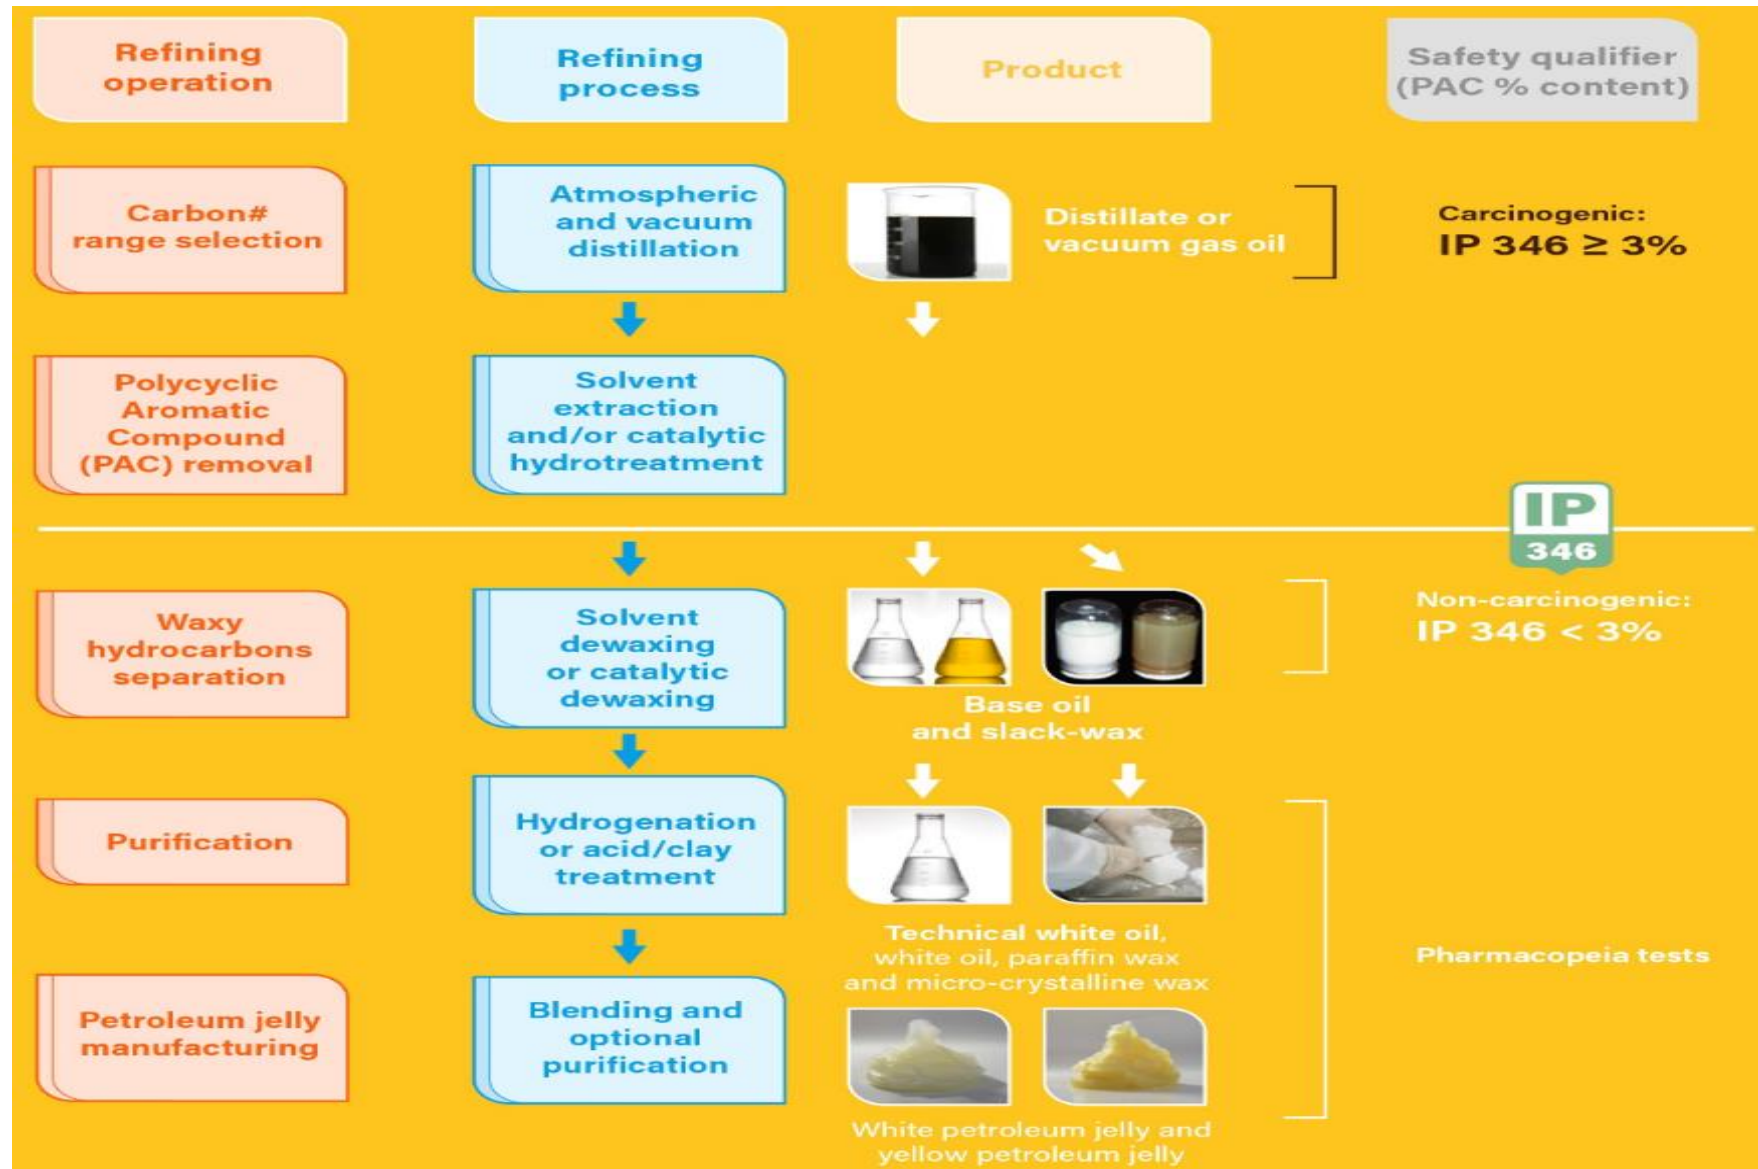 Refining
operation
Refining
process
Product
Safety qualifier
(PAC % content)
Carbon#
range selection
Atmospheric
and vacuum
distillation
Distillate or
vacuum gas oil
Carcinogenic:
IP 346 ≥ 3%
Polycyclic
Aromatic
Compound
(PAC) removal
Solvent
extraction
and/or catalytic
hydrotreatment
IP
346
Waxy
hydrocarbons
separation
Solvent
dewaxing
or catalytic
dewaxing
Base oil
and slack-wax
Non-carcinogenic:
IP 346 < 3%
Purification
Hydrogenation
or acid/clay
treatment
Technical white oil,
white oil, paraffin wax
and micro-crystalline wax
Pharmacopeia tests
Petroleum jelly
manufacturing
Blending and
optional
purification
White petroleum jelly and
yellow petroleum jelly